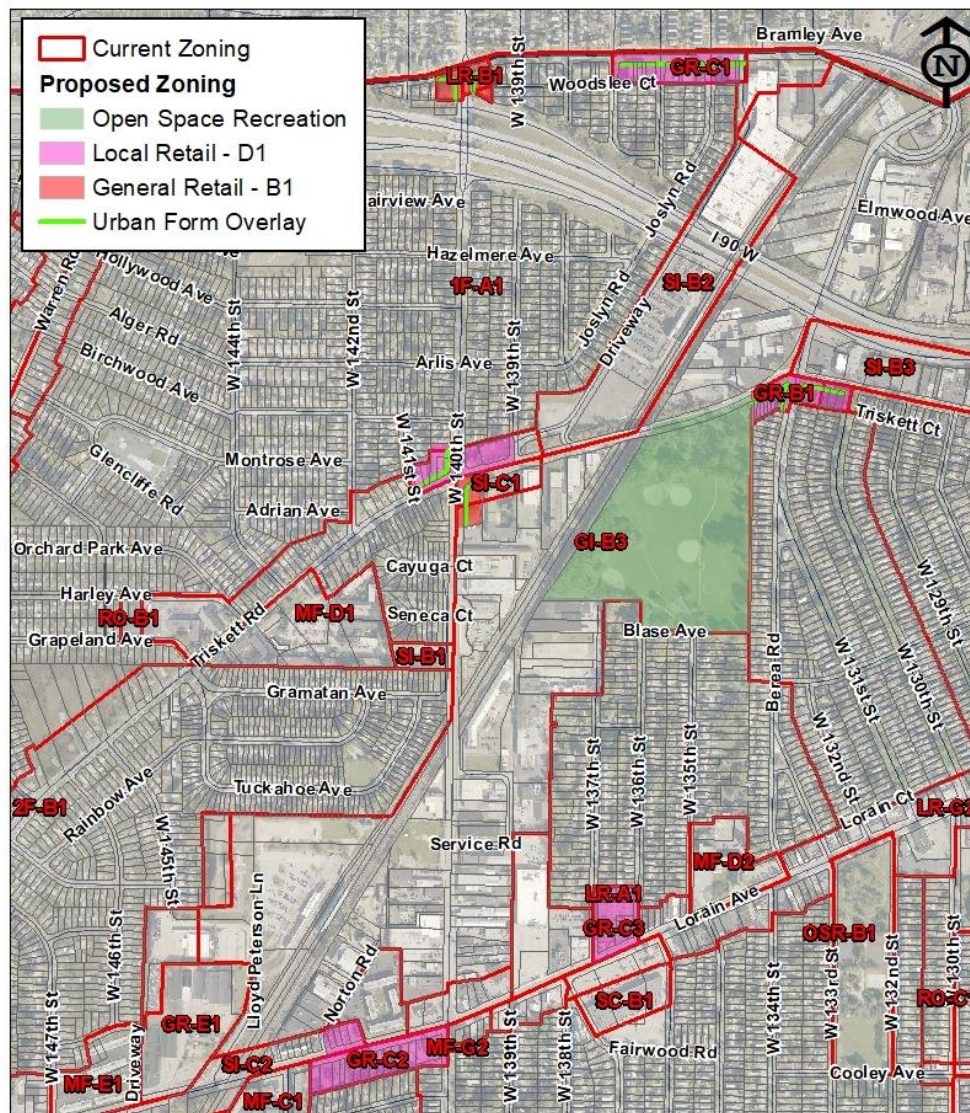 Current Zoning
Proposed Zoning
Open Space Recreation
Local Retail - D1
General Retail - B1
Urban Form Overlay
N
Bramley Ave
W 139th St
LR-B1
GR-C1
Woodslee Ct
airview Ave
Elmwood Ave
Joslyn Rd
I 90 W
Hazelmere Ave
Hollywood Ave
Warren Rd
1F-A1
SI-B2
Joslyn Rd
Driveway
Alger Rd
W 144th St
W 142nd St
W 139th St
Birchwood Ave
Arlis Ave
SI-B3
GR-B1
Triskett Ct
W 141st St
W 140th St
Montrose Ave
Glencliffe Rd
SI-C1
Adrian Ave
Orchard Park Ave
GI-B3
Cayuga Ct
Harley Ave
RO-B1
MF-D1
Seneca Ct
W 129th St
Grapeland Ave
Triskett Rd
SI-B1
Blase Ave
Berea Rd
W 131st St
W 130th St
Gramatan Ave
W 137th St
W 136th St
W 135th St
W 132nd St
Tuckahoe Ave
2F-B1
Rainbow Ave
W 145th St
Lorain Ct
Service Rd
MF-D2
LR-A1
Lorain Ave
GR-C3
OSR-B1
Lloyd Peterson Ln
W 146th St
Norton Rd
W 147th St
Driveway
GR-E1
SC-B1
W 134th St
W 133rd St
W 132nd St
W 130th St
SI-C2
GR-C2
MF-G2
W 139th St
W 138th St
Fairwood Rd
MF-E1
MF-C1
Cooley Ave